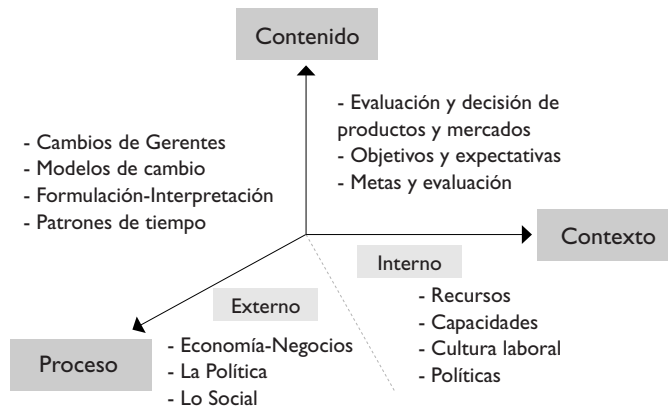 Contenido
- Cambios de Gerentes
- Modelos de cambio
- Formulación-Interpretación
- Patrones de tiempo
- Evaluación y decisión de
productos y mercados
- Objetivos y expectativas
- Metas y evaluación
Contexto
Interno
- Recursos
- Capacidades
- Cultura laboral
- Políticas
Externo
- Economía-Negocios
- La Política
- Lo Social
Proceso